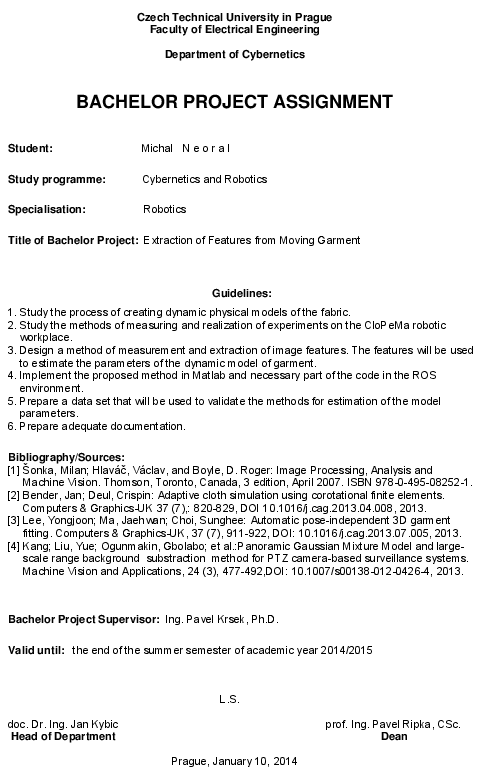 Czech Technical University in Prague
Faculty of Electrical Engineering
Department of Cybernetics
BACHELOR PROJECT ASSIGNMENT
Student: Michal N e o r a l
Study programme: Cybernetics and Robotics
Specialisation: Robotics
Title of Bachelor Project: Extraction of Features from Moving Garment
Guidelines:
1. Study the process of creating dynamic physical models of the fabric.
2. Study the methods of measuring and realization of experiments on the CloPeMa robotic
workplace.
3. Design a method of measurement and extraction of image features. The features will be used
to estimate the parameters of the dynamic model of garment.
4. Implement the proposed method in Matlab and necessary part of the code in the ROS
environment.
5. Prepare a data set that will be used to validate the methods for estimation of the model
parameters.
6. Prepare adequate documentation.
Bibliography/Sources:
[1] Šonka, Milan; Hlaváč, Václav, and Boyle, D. Roger: Image Processing, Analysis and
Machine Vision. Thomson, Toronto, Canada, 3 edition, April 2007. ISBN 978-0-495-08252-1.
[2] Bender, Jan; Deul, Crispin: Adaptive cloth simulation using corotational finite elements.
Computers & Graphics-UK 37 (7),: 820-829, DOI 10.1016/j.cag.2013.04.008, 2013.
[3] Lee, Yongjoon; Ma, Jaehwan; Choi, Sunghee: Automatic pose-independent 3D garment
fitting. Computers & Graphics-UK, 37 (7), 911-922, DOI: 10.1016/j.cag.2013.07.005, 2013.
[4] Kang; Liu, Yue; Ogunmakin, Gbolabo; et al.:Panoramic Gaussian Mixture Model and large-
scale range background substraction method for PTZ camera-based surveillance systems.
Machine Vision and Applications, 24 (3), 477-492,DOI: 10.1007/s00138-012-0426-4, 2013.
Bachelor Project Supervisor: Ing. Pavel Krsek, Ph.D.
Valid until: the end of the summer semester of academic year 2014/2015
L.S.
doc. Dr. Ing. Jan Kybic prof. Ing. Pavel Ripka, CSc.
Head of Department Dean
Prague, January 10, 2014